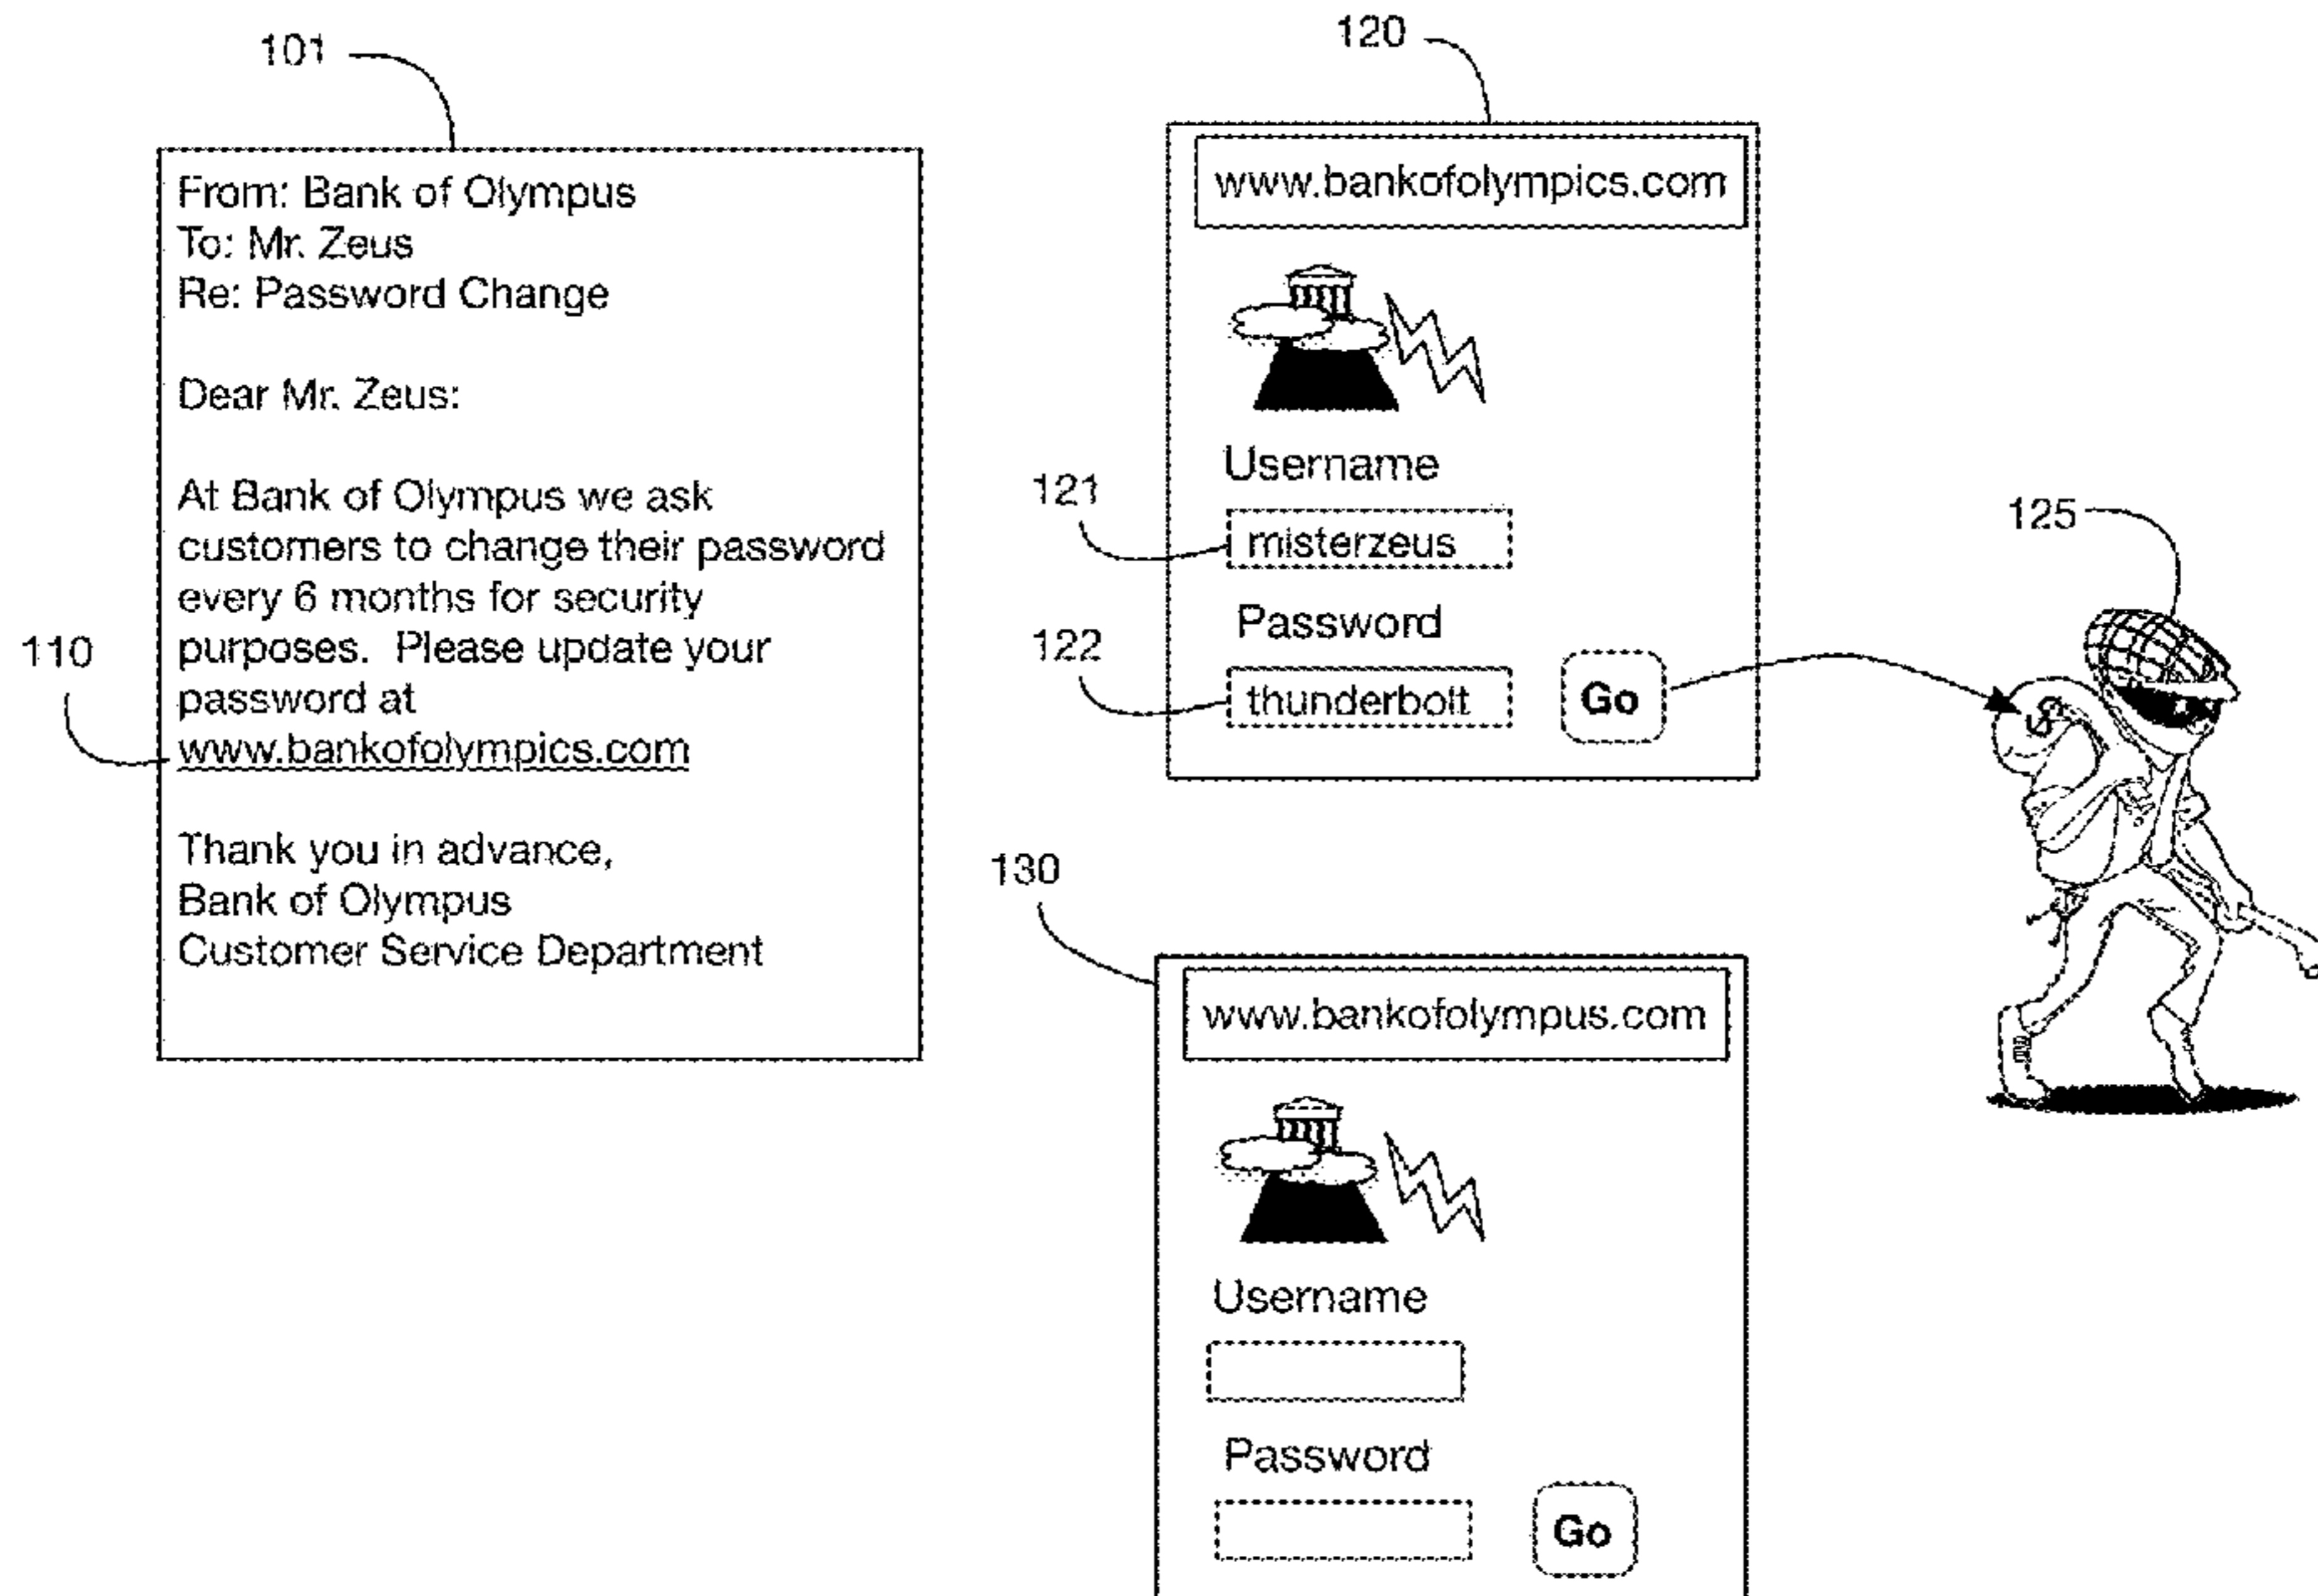 101
From: Bank of Olympus
To: Mr. Zeus
Re: Password Change
Dear Mr. Zeus:
At Bank of Olympus we ask
customers to change their password
every 6 months for security
purposes.  Please update your
password at
www.bankofolympics.com
Thank you in advance,
Bank of Olympus
Customer Service Department
110
120
www.bankofolympics.com
Username
121
misterzeus
Password
122
thunderbolt
Go
125
S
130
www.bankofolympus.com
Username
Password
Go